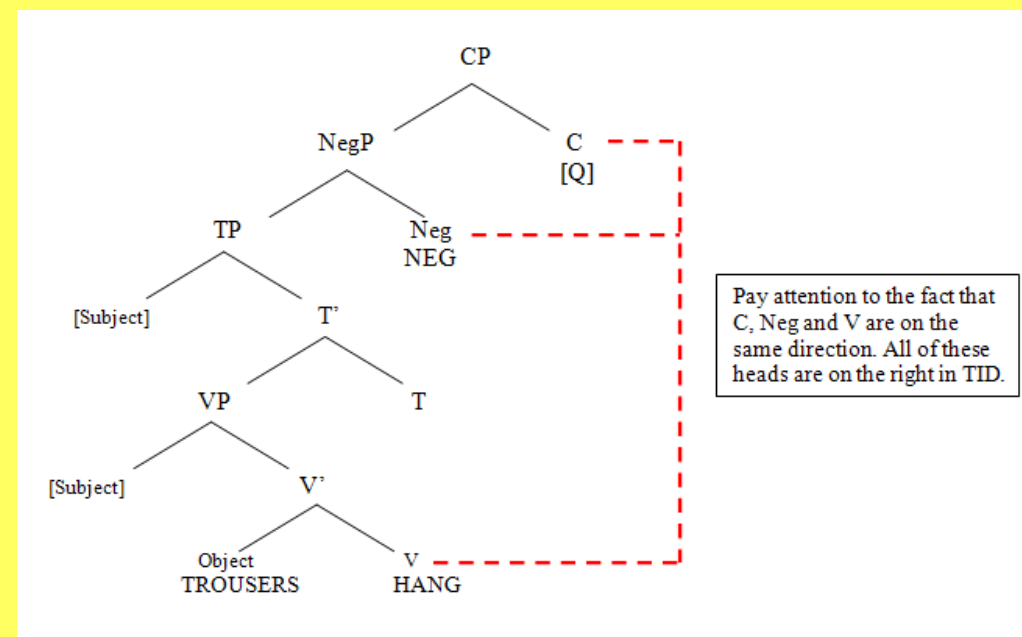 CP
NegP C
[Q]
TP Neg
NEG
[Subject] T’
VP T
[Subject] V’
Object V
TROUSERS HANG
Pay attention to the fact that
C, Neg and V are on the
same direction. All of these
heads are on the right in TID.